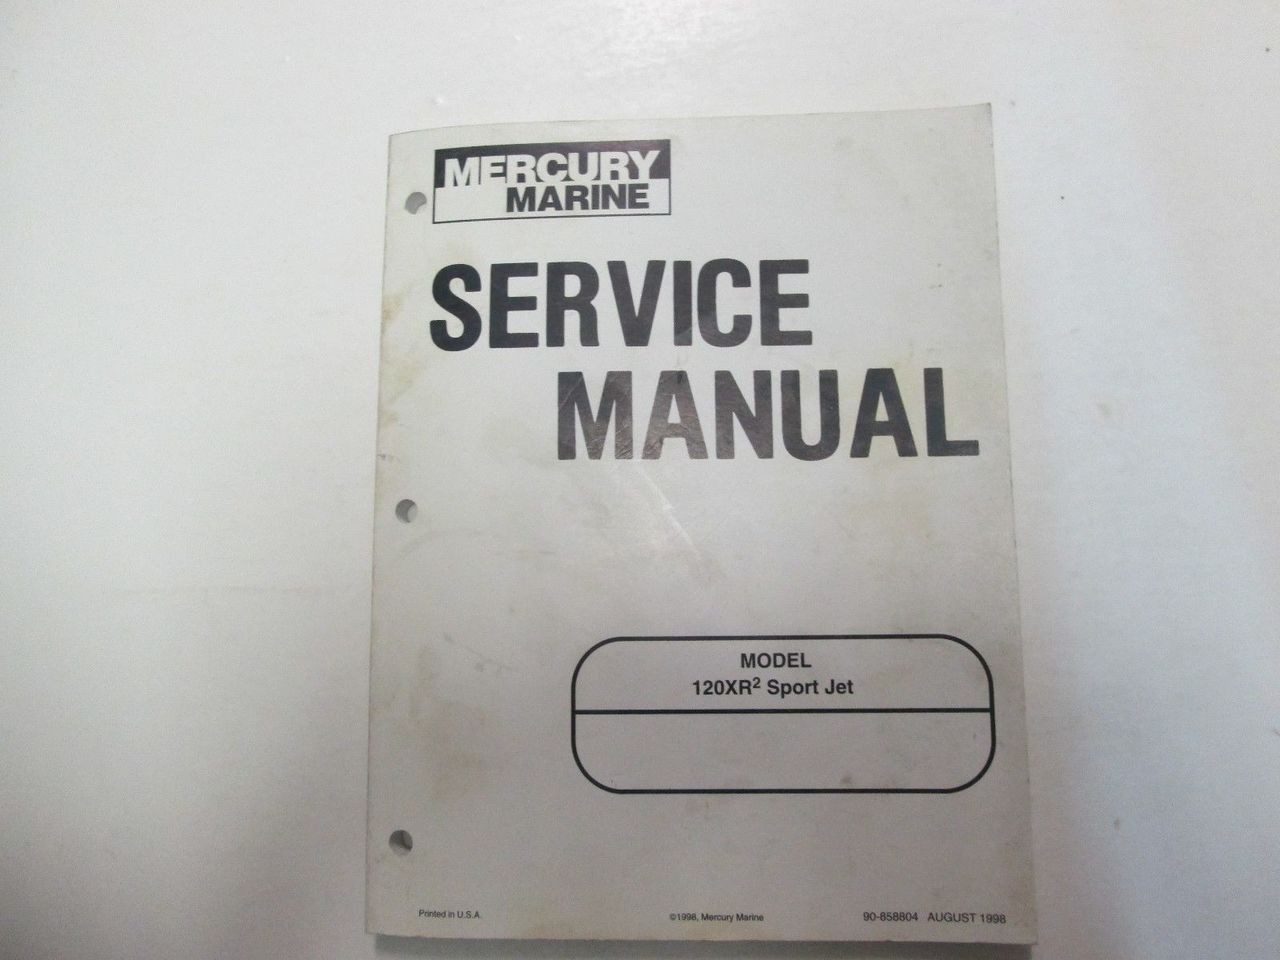 MERCURY
MARINE
SERVICE
MANUAL
MODEL
120XR² Sport Jet
Printed in U.S.A.
©1998, Mercury Marine
90-858804 AUGUST 1998